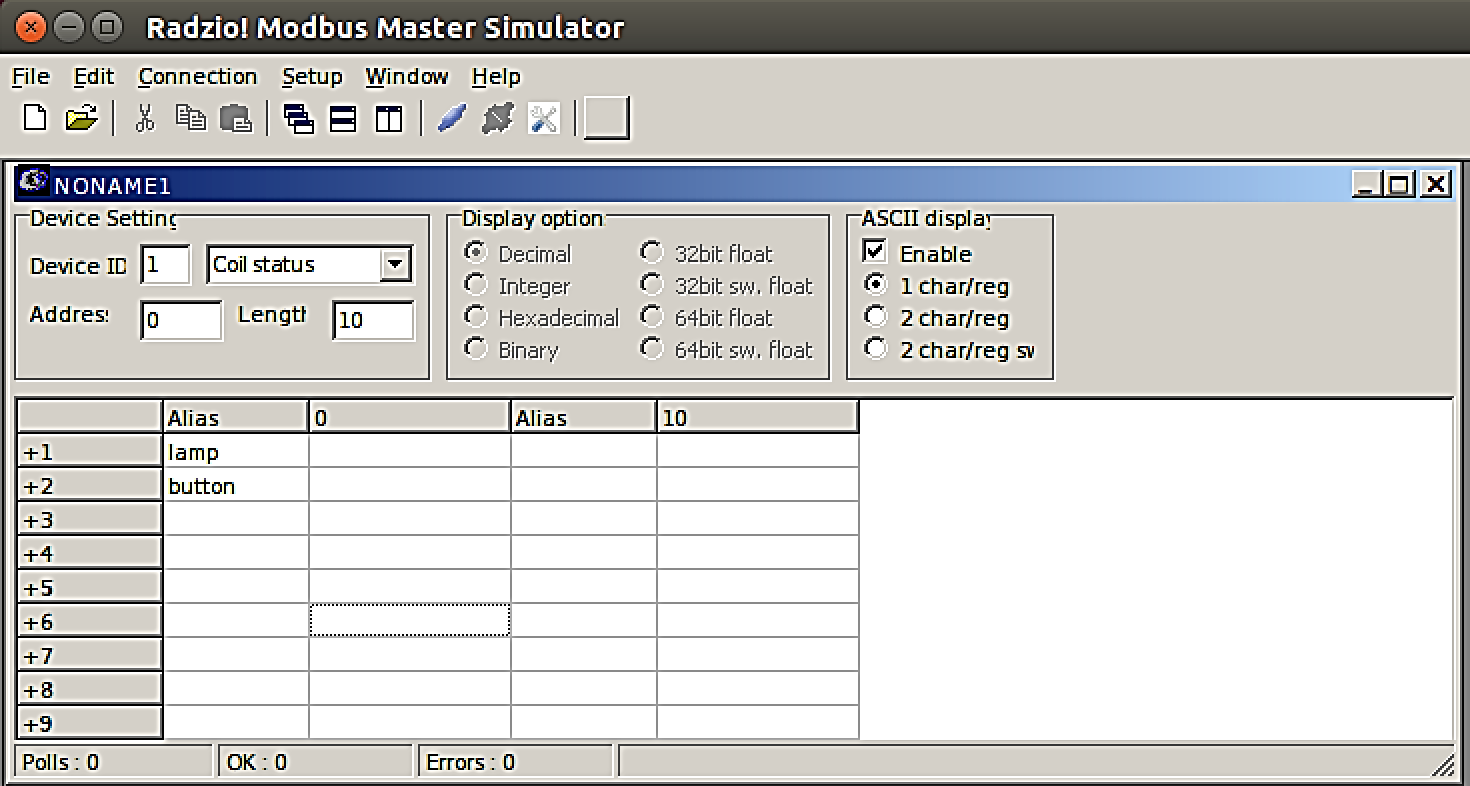 Radzio! Modbus Master Simulator
File Edit Connection Setup Window Help
NONAME1
Device Setting Display option ASCII display
Device ID 1 Coil status Decimal 32bit float Enable
Integer 32bit sw. float 1 char/reg
Addres: 0 Length 10 Hexadecimal 64bit float 2 char/reg
Binary 64bit sw. float 2 char/reg sw
Alias 0 Alias 10
+1 lamp
+2 button
+3
+4
+5
+6
+7
+8
+9
Polls : 0 OK : 0 Errors : 0